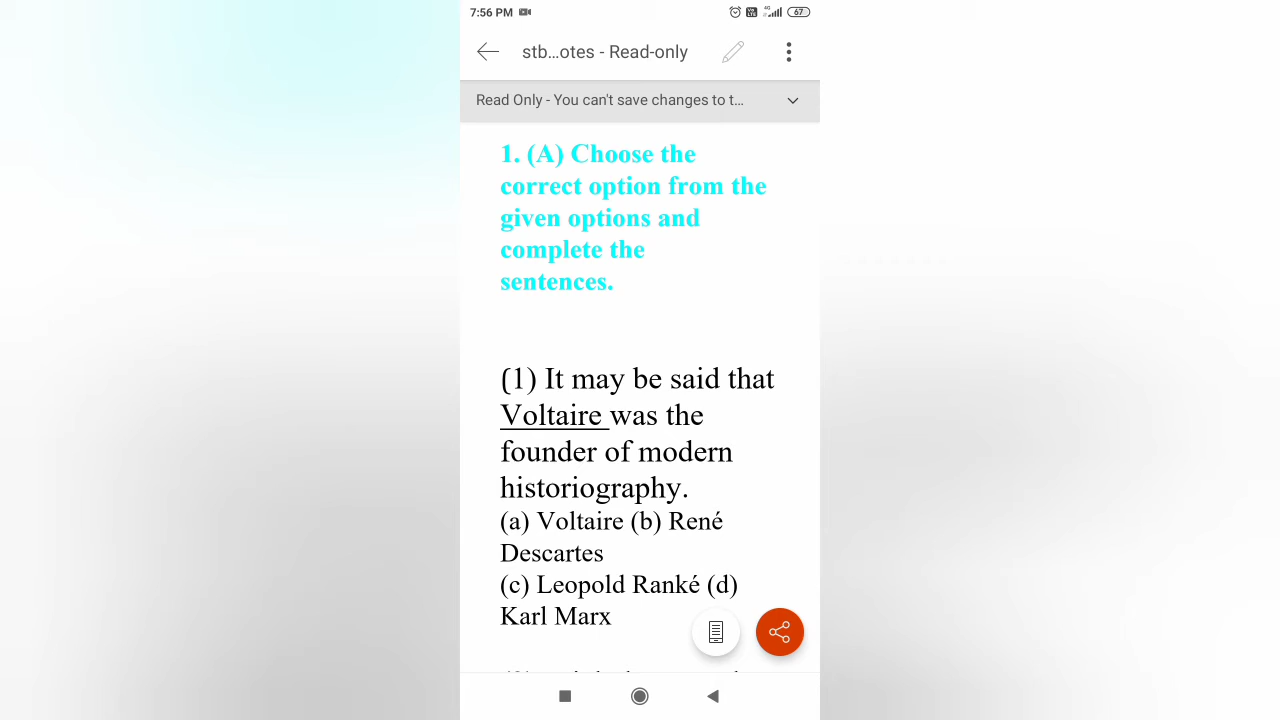 7:56 PM
67
stb...otes - Read-only
Read Only - You can't save changes to t...
1. (A) Choose the
correct option from the
given options and
complete the
sentences.
(1) It may be said that
Voltaire was the
founder of modern
historiography.
(a) Voltaire (b) René
Descartes
(c) Leopold Ranké (d)
Karl Marx